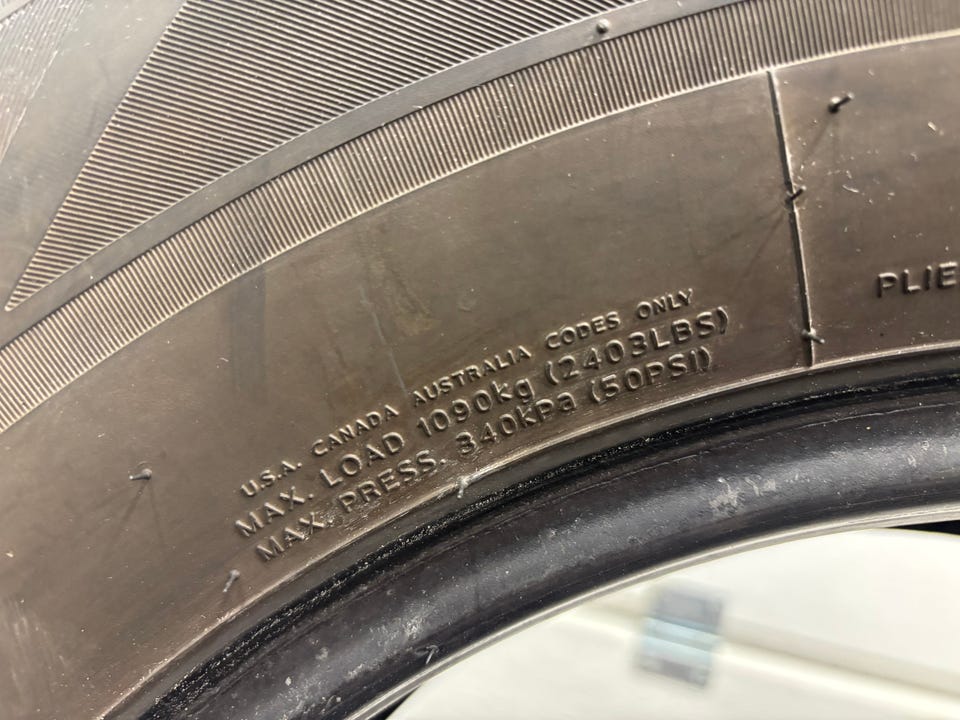 U.S.A. CANADA AUSTRALIA CODES ONLY
MAX. LOAD 1090kg (2403LBS)
MAX. PRESS. 340kPa (50PSI)
PLIE